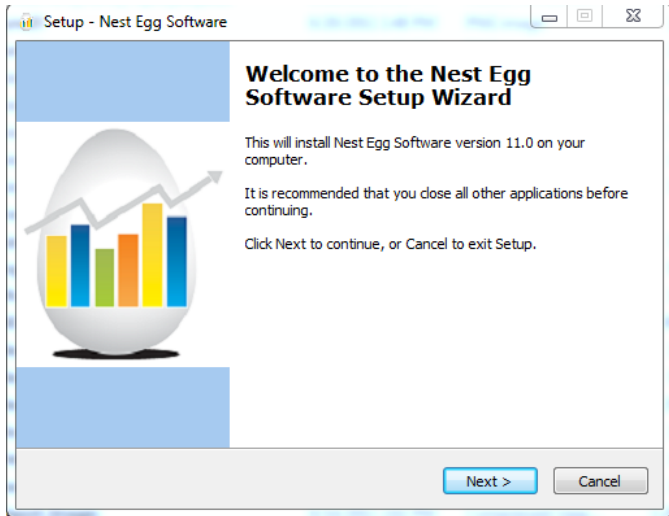 Setup - Nest Egg Software
Welcome to the Nest Egg
Software Setup Wizard
This will install Nest Egg Software version 11.0 on your
computer.
It is recommended that you close all other applications before
continuing.
Click Next to continue, or Cancel to exit Setup.
Next >
Cancel